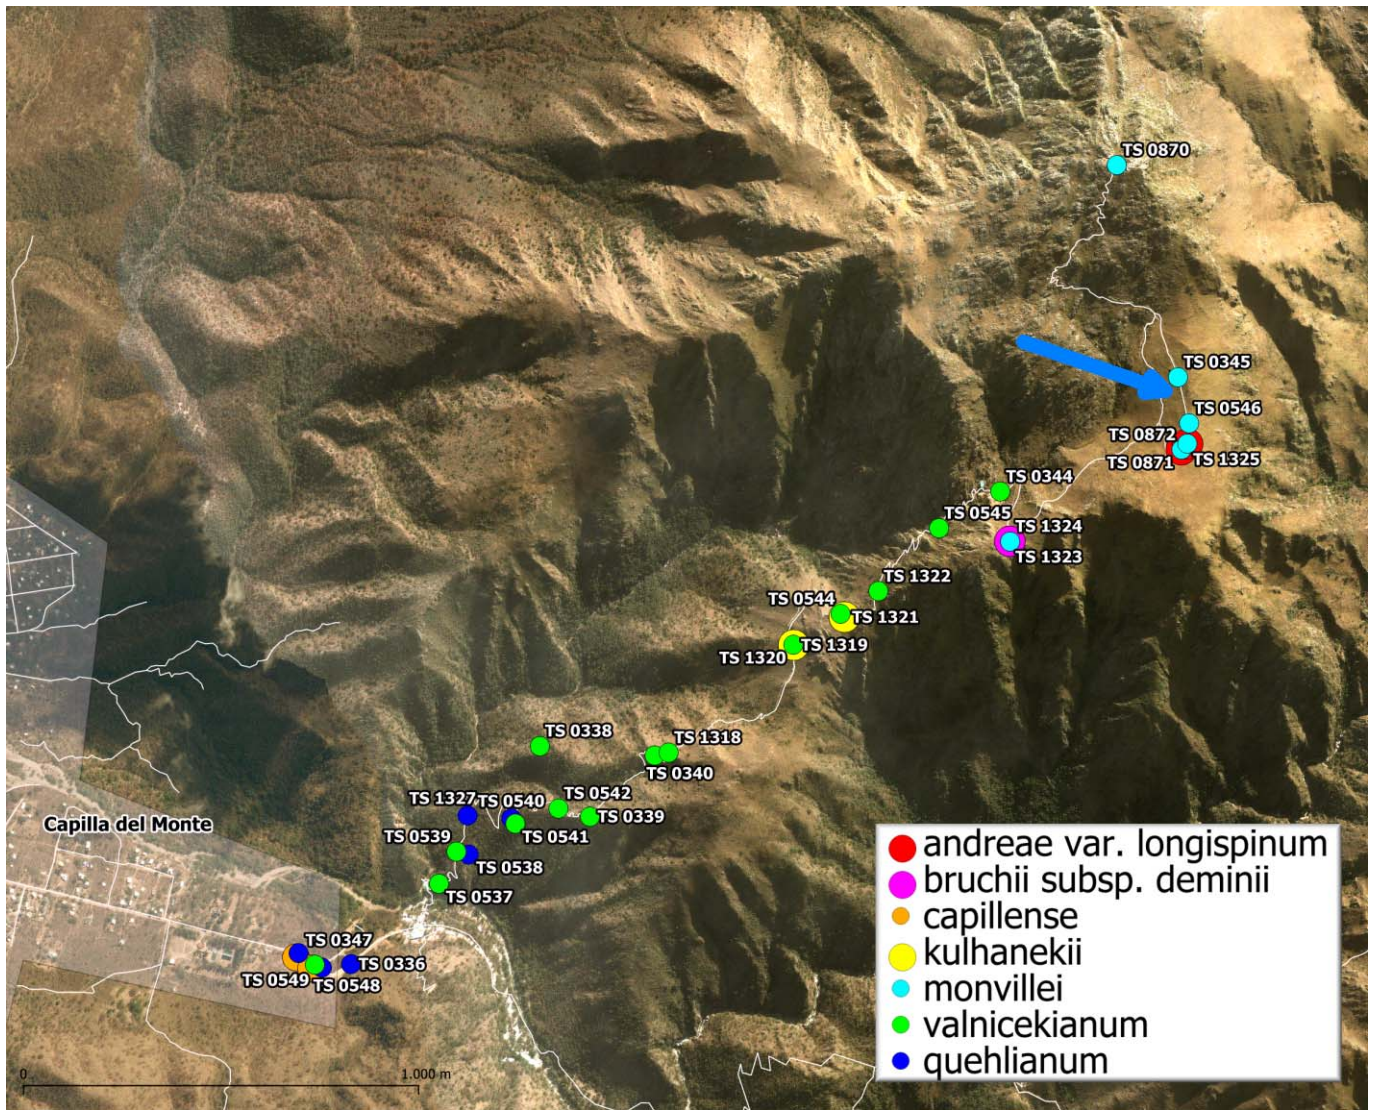 TS 0870
TS 0345
TS 0546
TS 0872
TS 0871
TS 1325
TS 0344
TS 0545
TS 1324
TS 1323
TS 1322
TS 0544
TS 1321
TS 1319
TS 1320
TS 0338
TS 1318
TS 0340
TS 0542
TS 1327
TS 0540
TS 0339
Capilla del Monte
TS 0539
TS 0541
TS 0538
TS 0537
TS 0347
TS 0336
TS 0549
TS 0548
0
1.000 m
andreae var. longispinum
bruchii subsp. deminii
capillense
kulhanekii
monvillei
valnicekianum
quehlianum